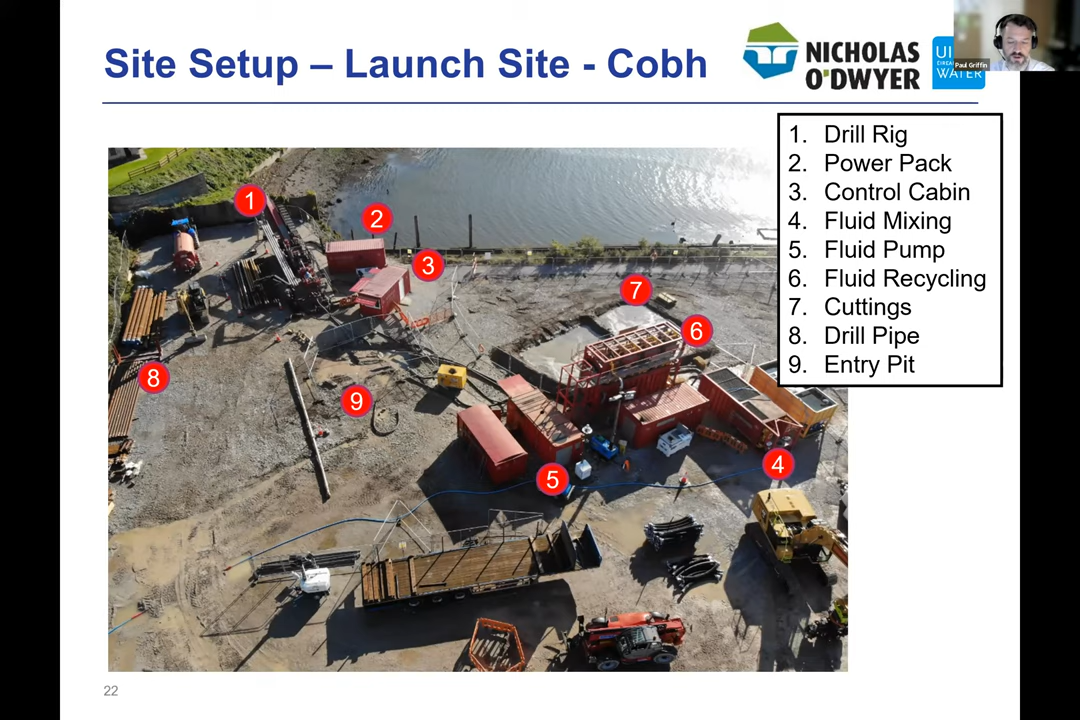 Site Setup – Launch Site - Cobh
NICHOLAS
O'DWYER
WATER
Paul Griffin
1. Drill Rig
2. Power Pack
3. Control Cabin
4. Fluid Mixing
5. Fluid Pump
6. Fluid Recycling
7. Cuttings
8. Drill Pipe
9. Entry Pit
1
2
3
7
6
8
9
4
5
22